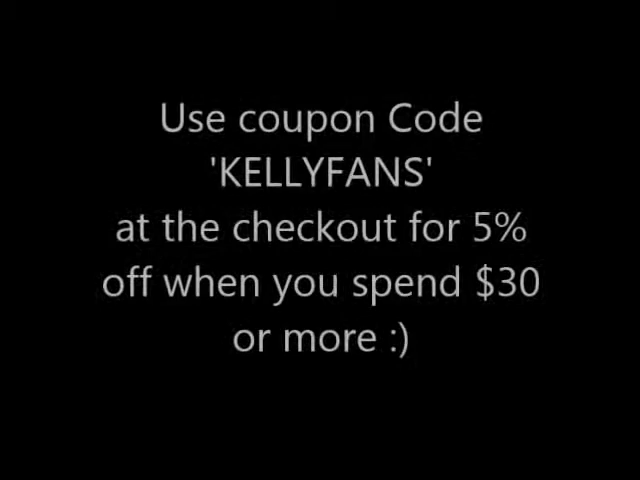 Use coupon Code
'KELLYFANS'
at the checkout for 5%
off when you spend $30
or more :)